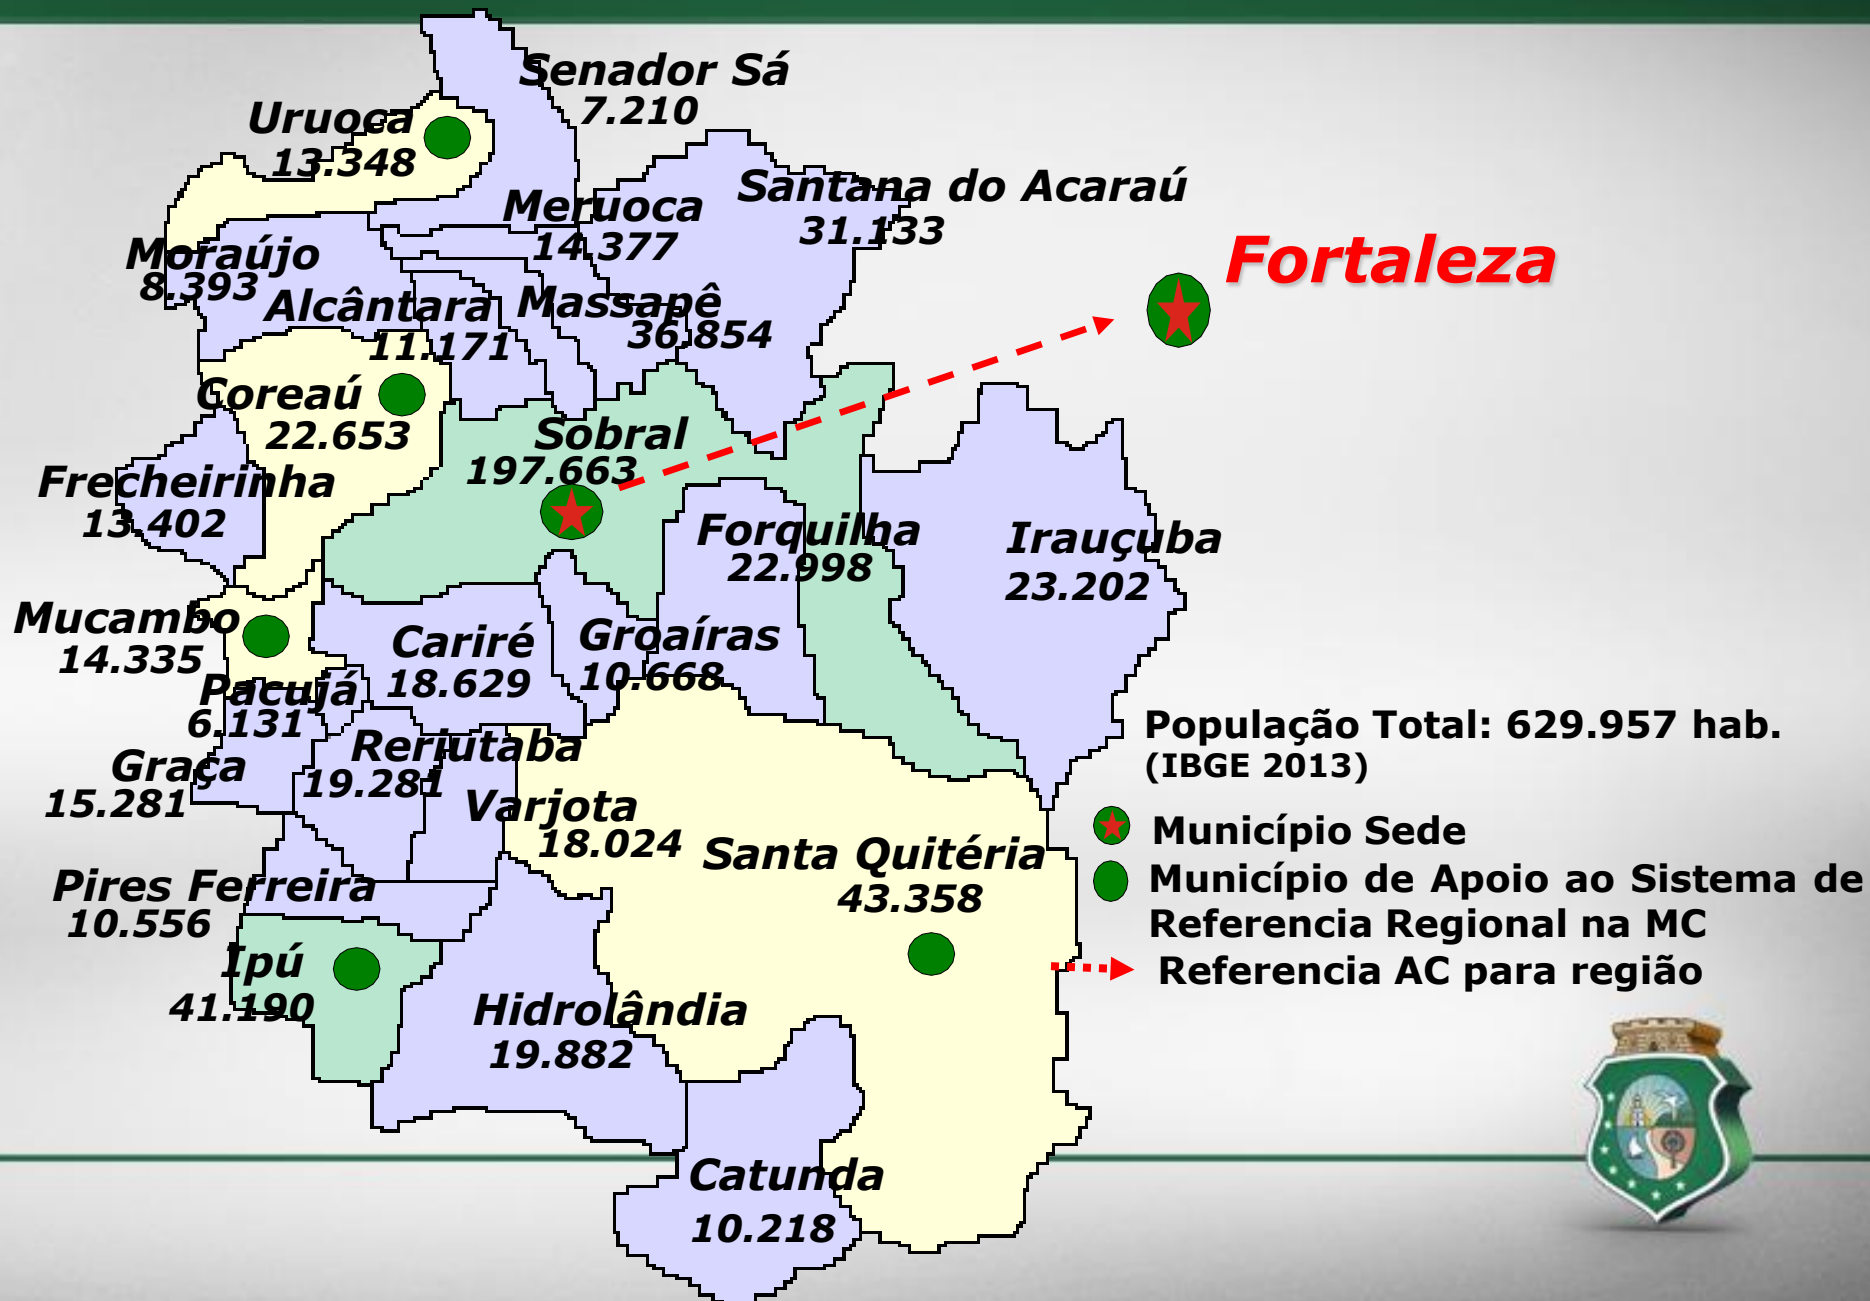 Senador Sá
7.210
Uruoca
13.348
Santana do Acaraú
31.133
Meruoca
14.377
Moraújo
8.393
Fortaleza
Alcântara
11.171
Massapê
36.854
Coreaú
22.653
Sobral
197.663
Frecheirinha
13.402
Forquilha
22.998
Irauçuba
23.202
Mucambo
14.335
Cariré
18.629
Groaíras
10.668
Pacujá
6.131
Reriutaba
19.281
Graça
15.281
Varjota
18.024
População Total: 629.957 hab.
(IBGE 2013)
Município Sede
Santa Quitéria
43.358
Município de Apoio ao Sistema de
Referencia Regional na MC
Referencia AC para região
Pires Ferreira
10.556
Ipú
41.190
Hidrolândia
19.882
Catunda
10.218